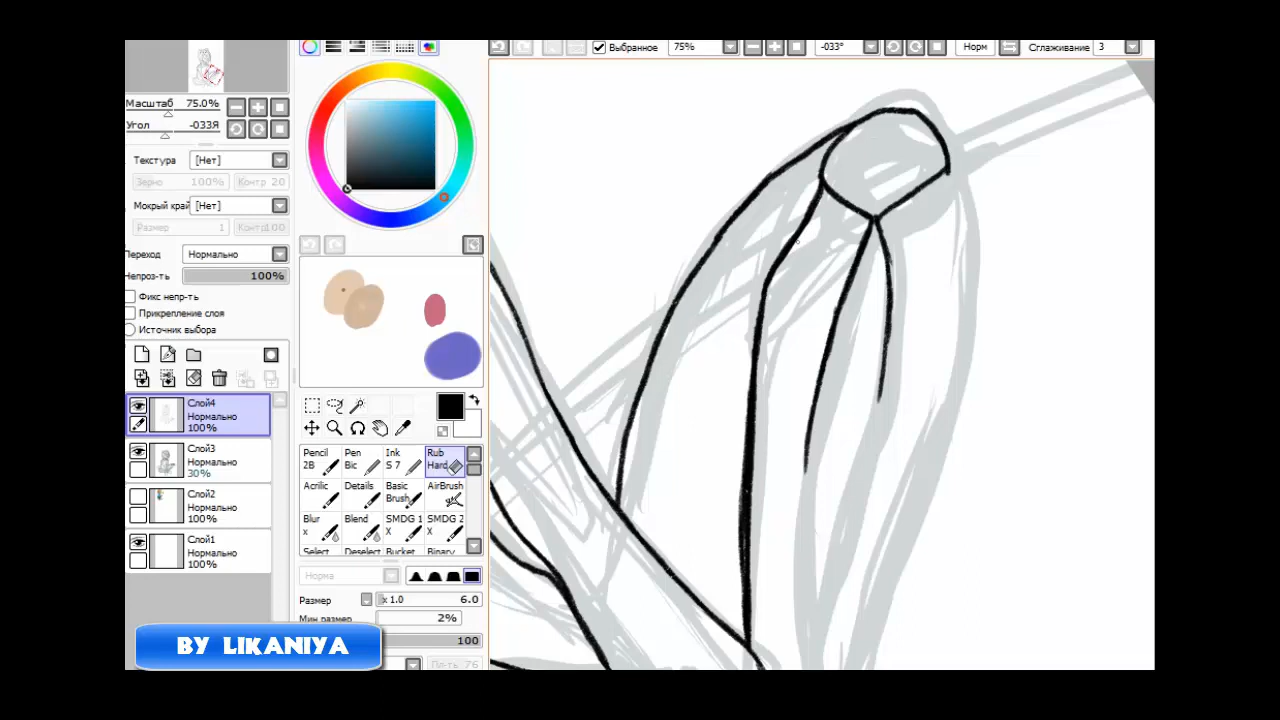 Выбранное 75% -033° Норм Сглаживание 3
Масштаб 75.0%
Угол -033Я
Текстура [Нет]
Зерно 100% Контр 20
Мокрый край [Нет]
Размер 1 Контр100
Переход Нормально
Непроз-ть 100%
Фикс непр-ть
Прикрепление слоя
Источник выбора
Слой4
Нормально
100%
Слой3
Нормально
30%
Слой2
Нормально
100%
Слой1
Нормально
100%
Pencil 2B
Pen Bic
Ink S 7
Rub Hard
Acrilic
Details
Basic Brush
AirBrush
Blur x
Blend
SMDG 1 X
SMDG 2 X
Select
Deselect
Bucket
Binary
Норма
Размер x 1.0 6.0
Мин размер 2%
100
Пл-ть 76
BY LIKANIYA